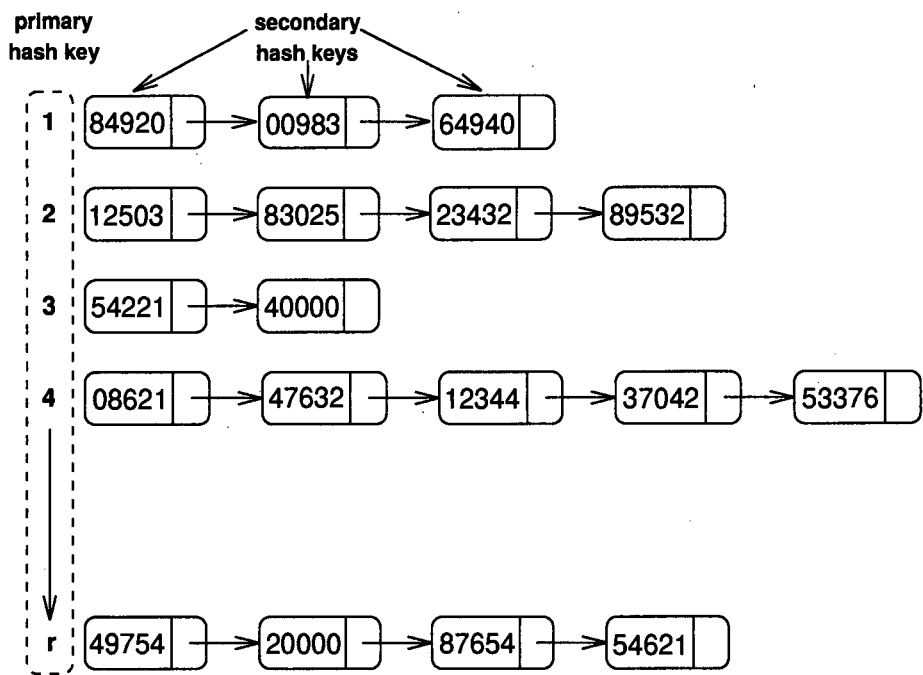 primary
hash key
secondary
hash keys
1 84920 00983 64940
2 12503 83025 23432 89532
3 54221 40000
4 08621 47632 12344 37042 53376
r 49754 20000 87654 54621